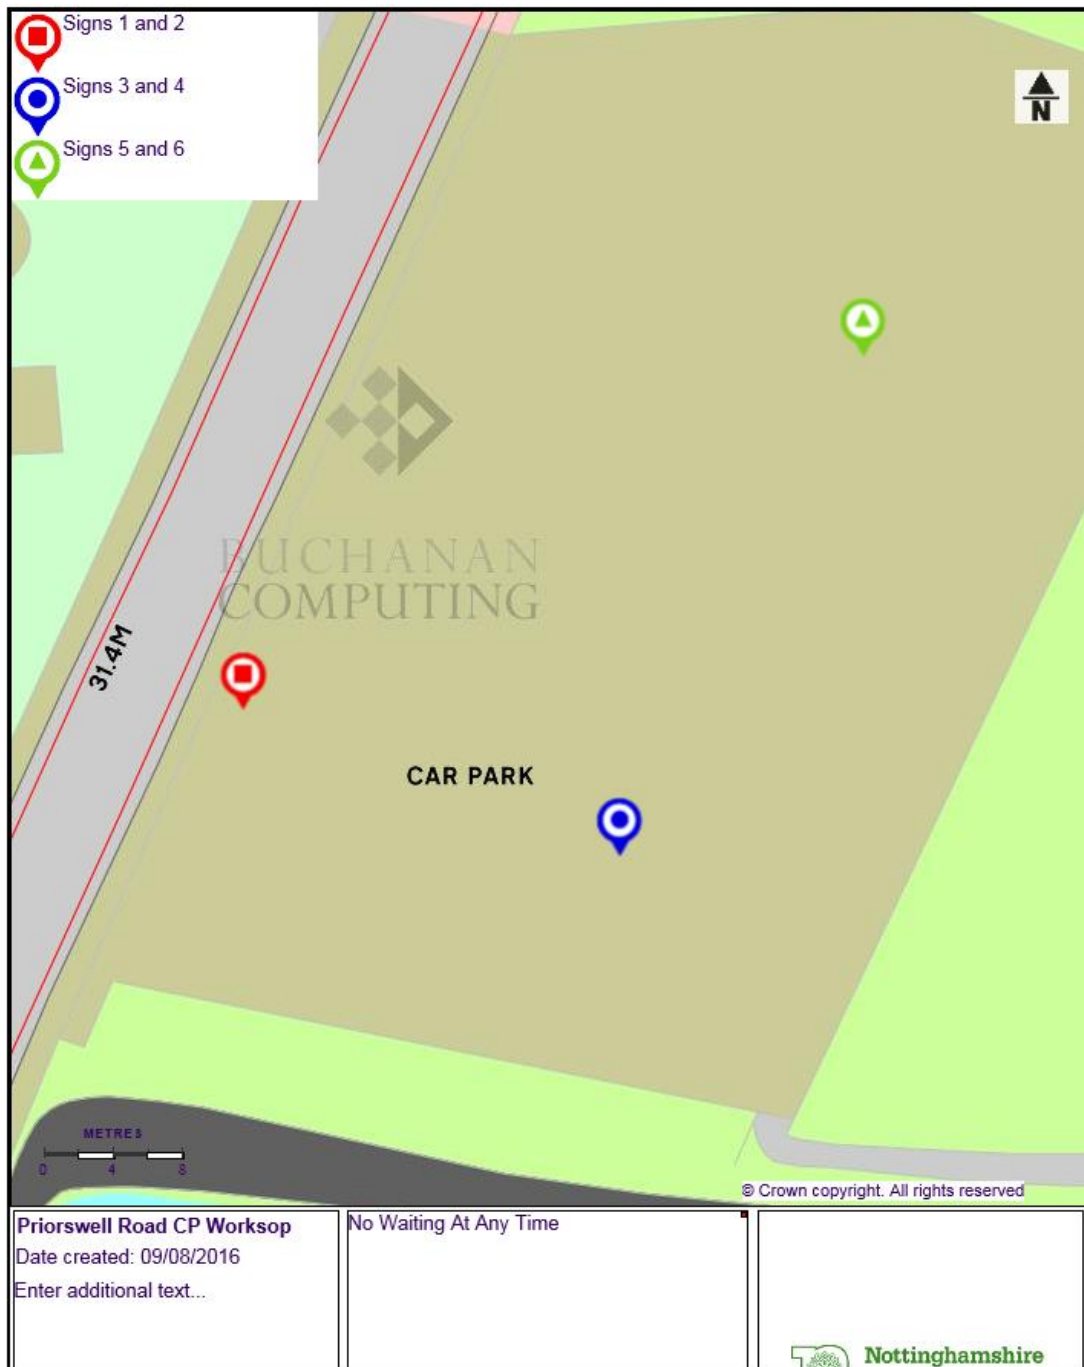 Signs 1 and 2
Signs 3 and 4
Signs 5 and 6
N
BUCHANAN
COMPUTING
31.4M
CAR PARK
METRES
0 4 8
© Crown copyright. All rights reserved
Priorswell Road CP Worksop
Date created: 09/08/2016
Enter additional text...
No Waiting At Any Time
Nottinghamshire